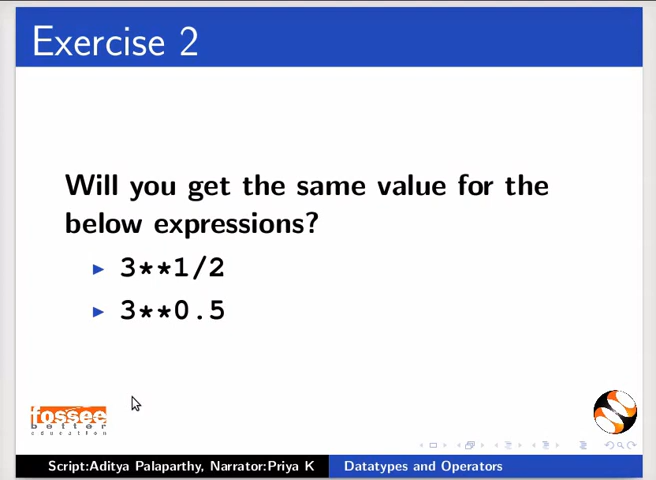 Exercise 2
Will you get the same value for the
below expressions?
3**1/2
3**0.5
fossee
better
education
Script:Aditya Palaparthy, Narrator:Priya K
Datatypes and Operators